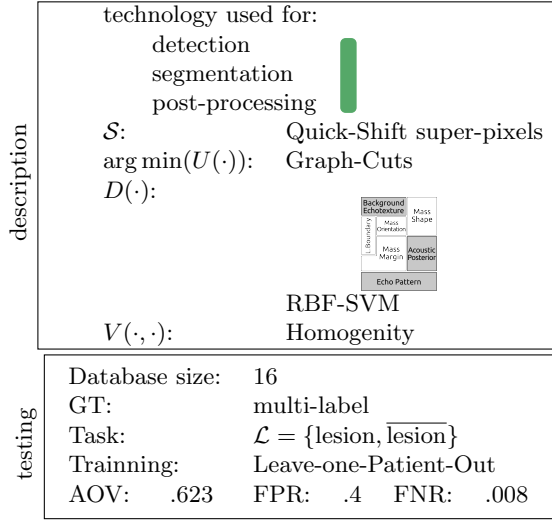 description
technology used for:
detection
segmentation
post-processing
S: Quick-Shift super-pixels
arg min(U(·)): Graph-Cuts
D(·):
Background Echotexture
Mass Shape
Mass Orientation
L. Boundary
Mass Margin
Acoustic Posterior
Echo Pattern
RBF-SVM
V(·, ·): Homogenity
testing
Database size: 16
GT: multi-label
Task: ℒ = {lesion, l̅e̅s̅i̅o̅n̅}
Trainning: Leave-one-Patient-Out
AOV: .623 FPR: .4 FNR: .008